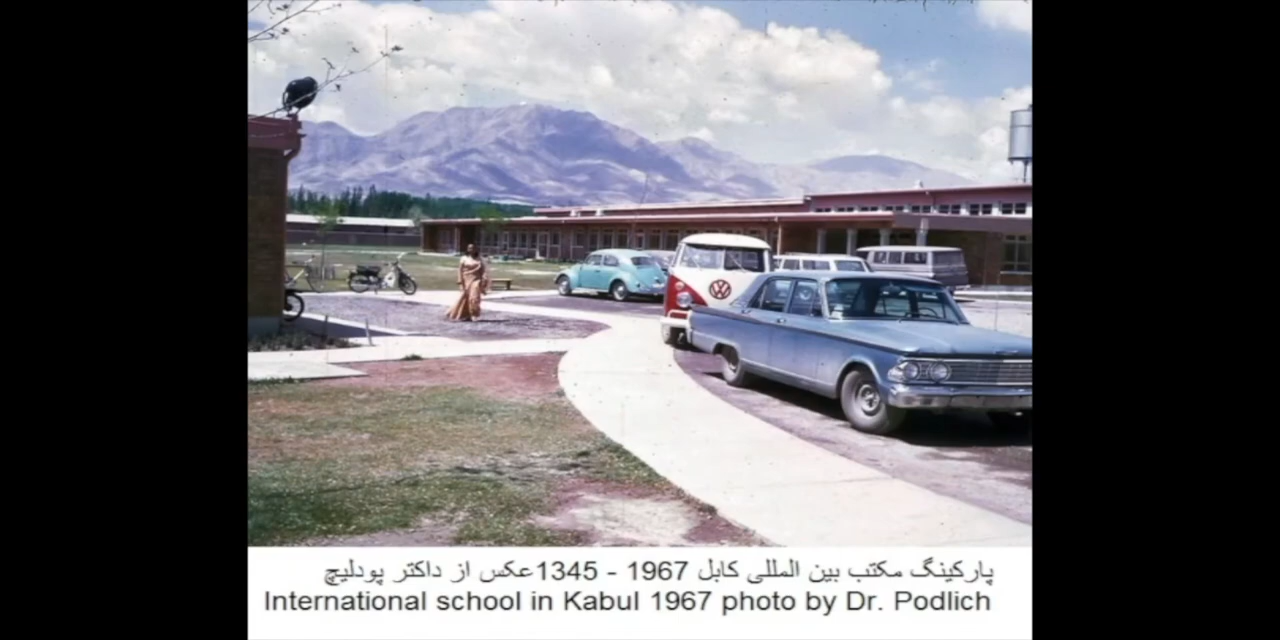 پارکینگ مکتب بین المللی کابل 1967 - 1345عکس از داکتر پودلیچ
International school in Kabul 1967 photo by Dr. Podlich